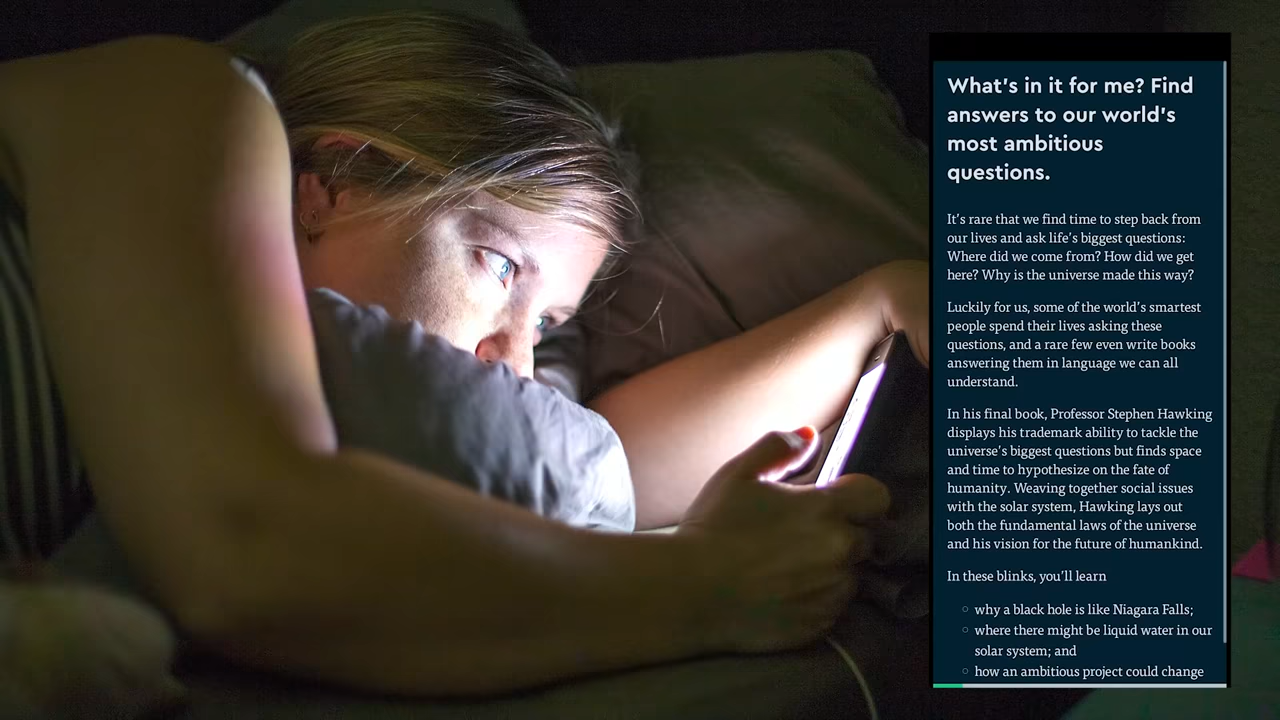 What's in it for me? Find
answers to our world's
most ambitious
questions.
It's rare that we find time to step back from
our lives and ask life's biggest questions:
Where did we come from? How did we get
here? Why is the universe made this way?
Luckily for us, some of the world's smartest
people spend their lives asking these
questions, and a rare few even write books
answering them in language we can all
understand.
In his final book, Professor Stephen Hawking
displays his trademark ability to tackle the
universe's biggest questions but finds space
and time to hypothesize on the fate of
humanity. Weaving together social issues
with the solar system, Hawking lays out
both the fundamental laws of the universe
and his vision for the future of humankind.
In these blinks, you'll learn
why a black hole is like Niagara Falls;
where there might be liquid water in our
solar system; and
how an ambitious project could change